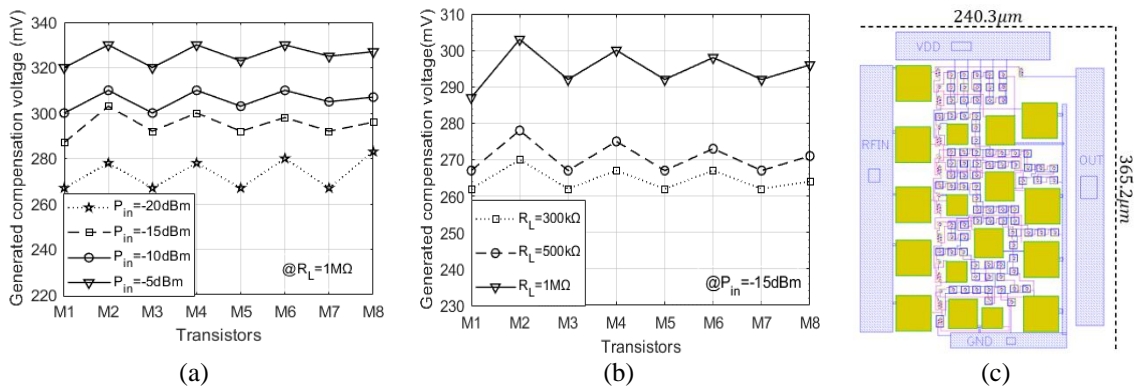 340
320
300
280
260
240
220
Generated compensation voltage (mV)
P_in=-20dBm
P_in=-15dBm
P_in=-10dBm
P_in=-5dBm
@R_L=1MΩ
M1 M2 M3 M4 M5 M6 M7 M8
Transistors
(a)
310
300
290
280
270
260
250
240
230
Generated compensation voltage(mV)
R_L=300kΩ
R_L=500kΩ
R_L=1MΩ
@P_in=-15dBm
M1 M2 M3 M4 M5 M6 M7 M8
Transistors
(b)
240.3μm
365.2μm
VDD
RFIN
OUT
GND
(c)